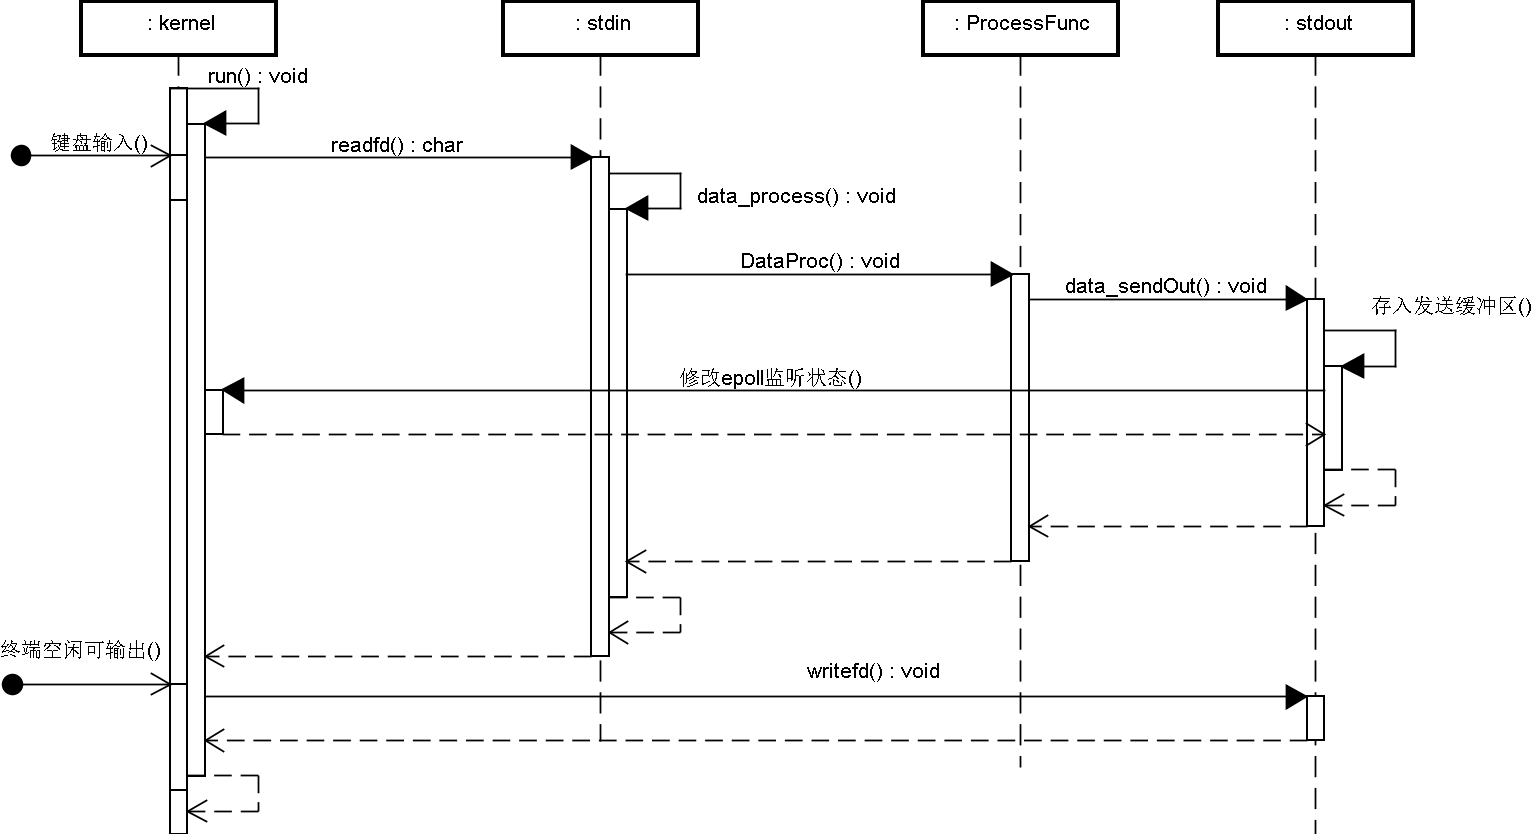 : kernel
: stdin
: ProcessFunc
: stdout
run() : void
键盘输入()
readfd() : char
data_process() : void
DataProc() : void
data_sendOut() : void
存入发送缓冲区()
修改epoll监听状态()
终端空闲可输出()
writefd() : void